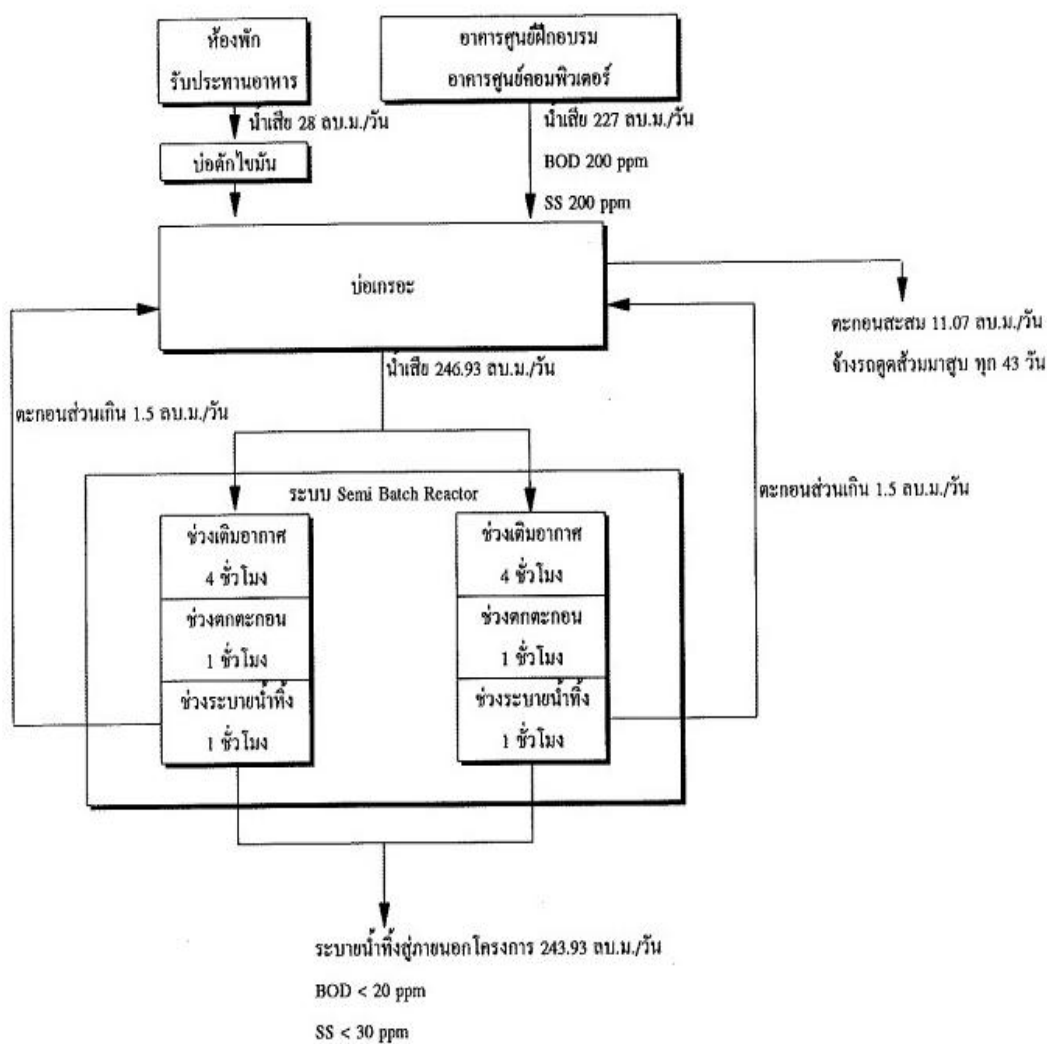 ห้องพัก
รับประทานอาหาร
อาคารศูนย์ฝึกอบรม
อาคารศูนย์คอมพิวเตอร์
น้ำเสีย 28 ลบ.ม./วัน
น้ำเสีย 227 ลบ.ม./วัน
BOD 200 ppm
SS 200 ppm
บ่อดักไขมัน
บ่อเกรอะ
ตะกอนสะสม 11.07 ลบ.ม./วัน
จ้างรถดูดส้วมมาสูบ ทุก 43 วัน
น้ำเสีย 246.93 ลบ.ม./วัน
ตะกอนส่วนเกิน 1.5 ลบ.ม./วัน
ตะกอนส่วนเกิน 1.5 ลบ.ม./วัน
ระบบ Semi Batch Reactor
ช่วงเติมอากาศ
4 ชั่วโมง
ช่วงตกตะกอน
1 ชั่วโมง
ช่วงระบายน้ำทิ้ง
1 ชั่วโมง
ช่วงเติมอากาศ
4 ชั่วโมง
ช่วงตกตะกอน
1 ชั่วโมง
ช่วงระบายน้ำทิ้ง
1 ชั่วโมง
ระบายน้ำทิ้งสู่ภายนอกโครงการ 243.93 ลบ.ม./วัน
BOD < 20 ppm
SS < 30 ppm